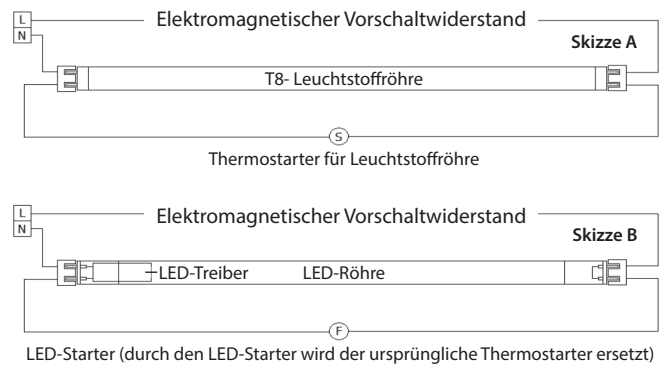 L Elektromagnetischer Vorschaltwiderstand
N
Skizze A
T8- Leuchtstoffröhre
S
Thermostarter für Leuchtstoffröhre
L Elektromagnetischer Vorschaltwiderstand
N
Skizze B
LED-Treiber LED-Röhre
F
LED-Starter (durch den LED-Starter wird der ursprüngliche Thermostarter ersetzt)